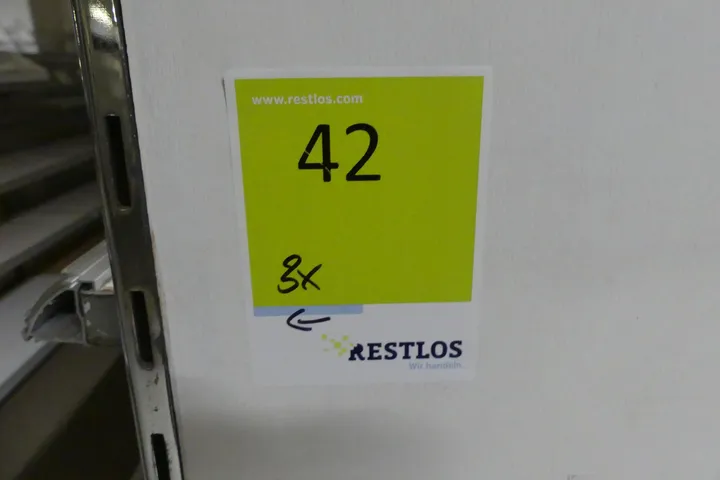 www.restlos.com
42
3x
←
RESTLOS
Wir handeln.